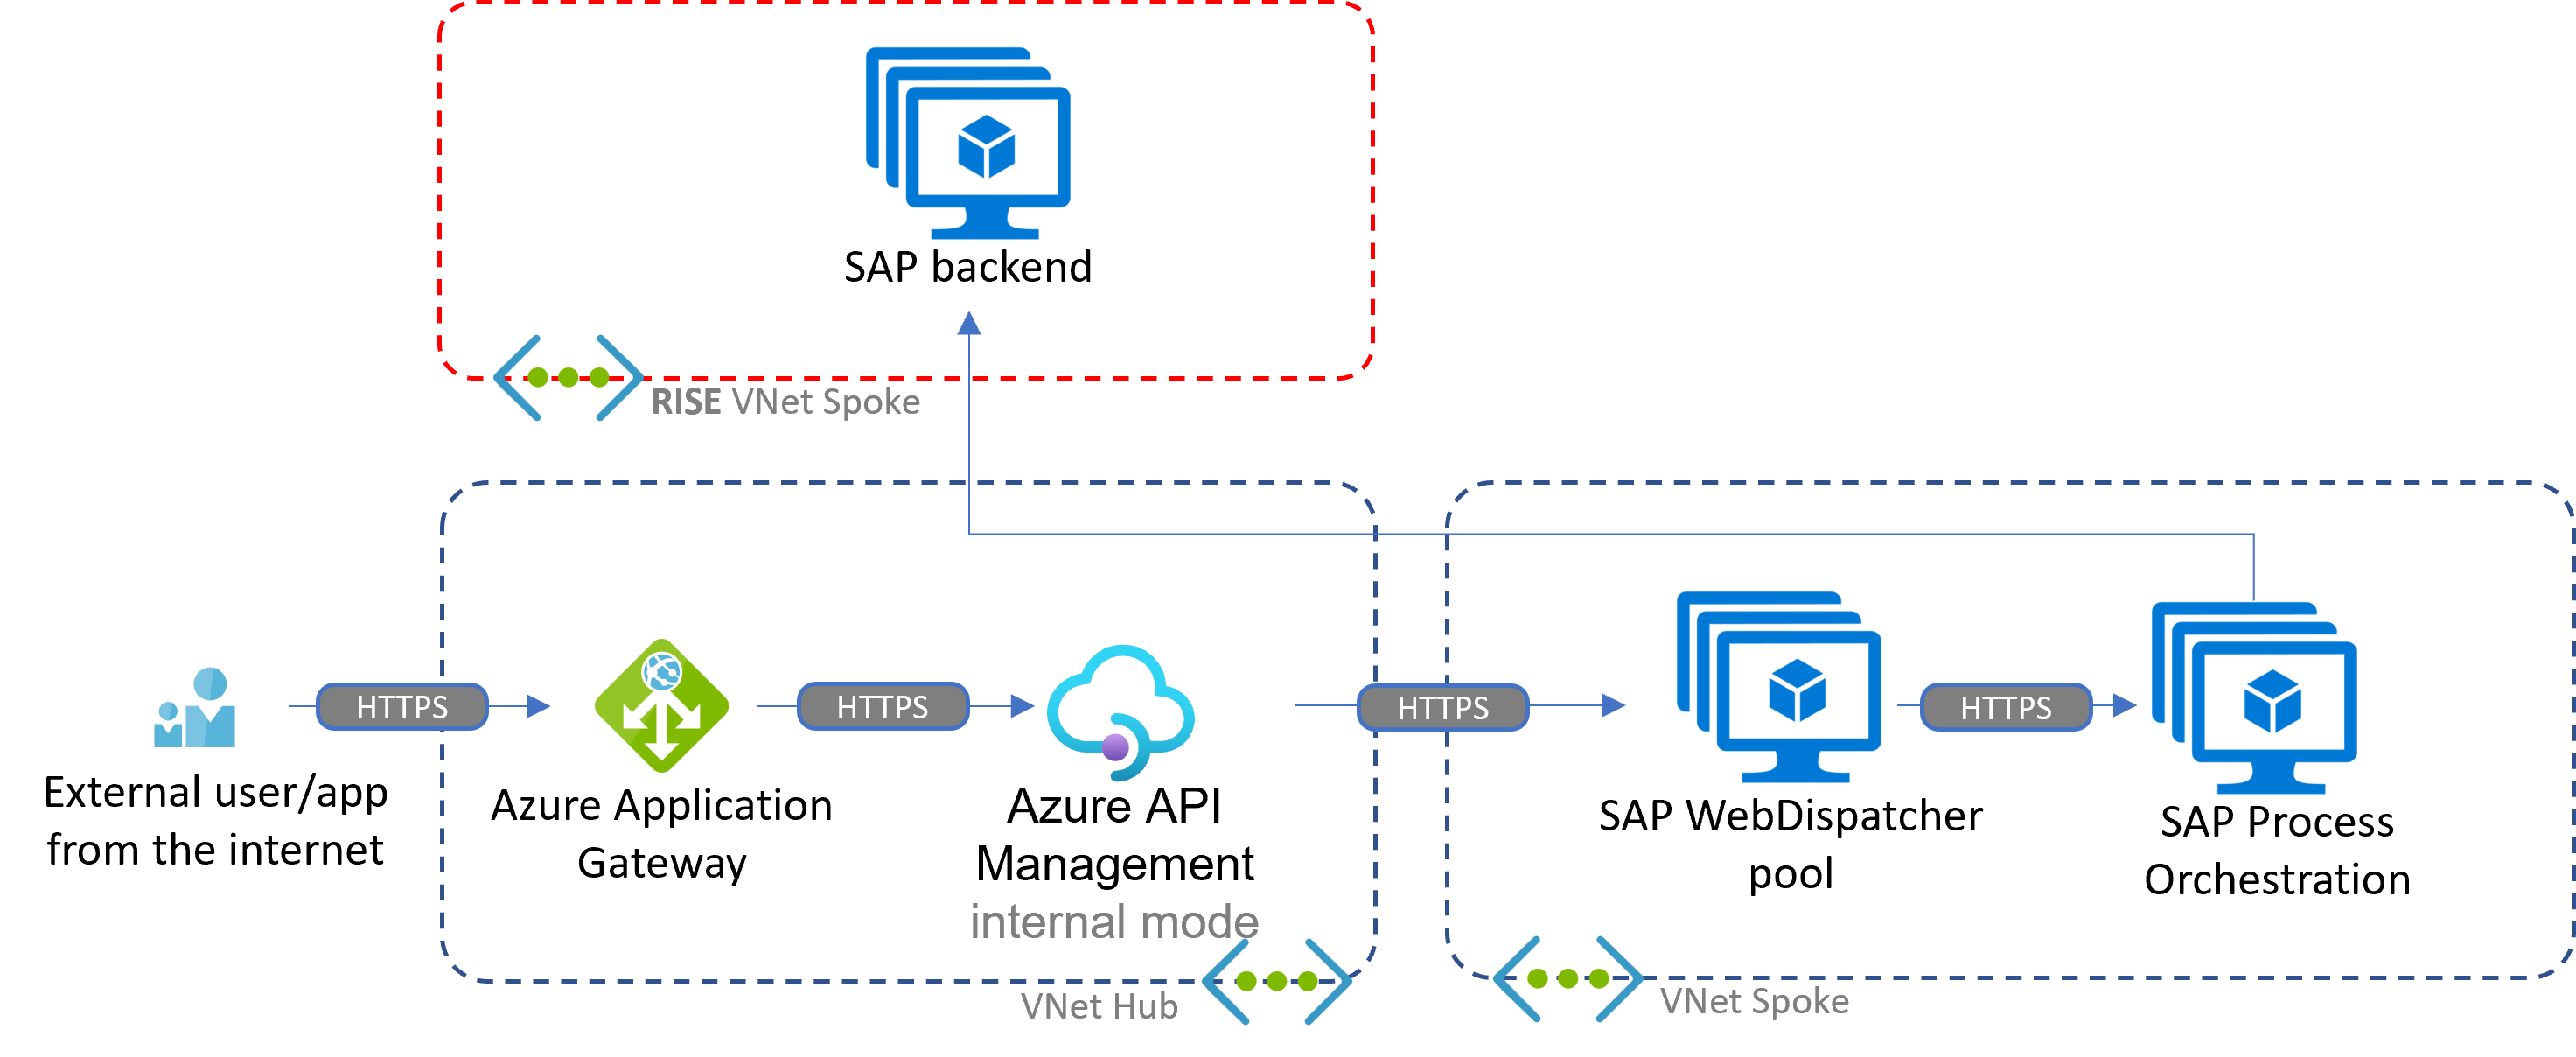 SAP backend
RISE VNet Spoke
HTTPS
HTTPS
HTTPS
HTTPS
External user/app
from the internet
Azure Application
Gateway
Azure API
Management
internal mode
SAP WebDispatcher
pool
SAP Process
Orchestration
VNet Hub
VNet Spoke